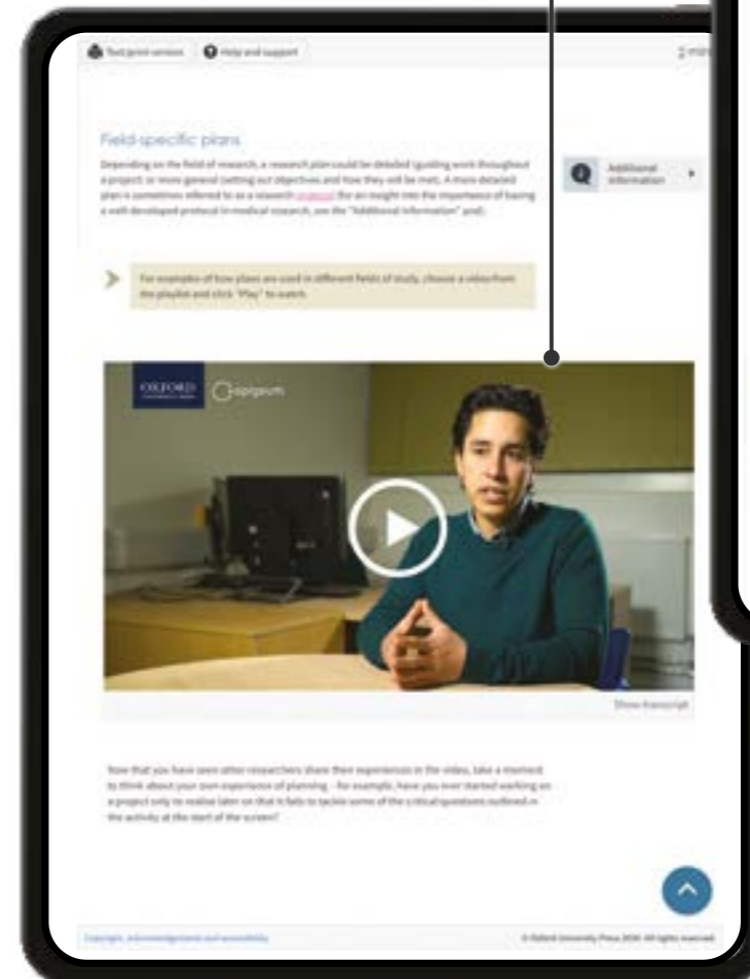 Text/print version Help and support
Field-specific plans
Depending on the field of research, a research plan could be detailed (guiding work throughout
a project) or more general (setting out objectives and how they will be met). A more detailed
plan is sometimes referred to as a research protocol (for an insight into the importance of having
a well-developed protocol in medical research, see the "Additional information" pod).
Additional
information
For examples of how plans are used in different fields of study, choose a video from
the playlist and click "Play" to watch.
OXFORD
UNIVERSITY PRESS
epigeum
Show transcript
Now that you have seen other researchers share their experiences in the video, take a moment
to think about your own experience of planning - for example, have you ever started working on
a project only to realise later on that it fails to tackle some of the critical questions outlined in
the activity at the start of the screen?
Copyright, acknowledgements and accessibility
© Oxford University Press 2020. All rights reserved.